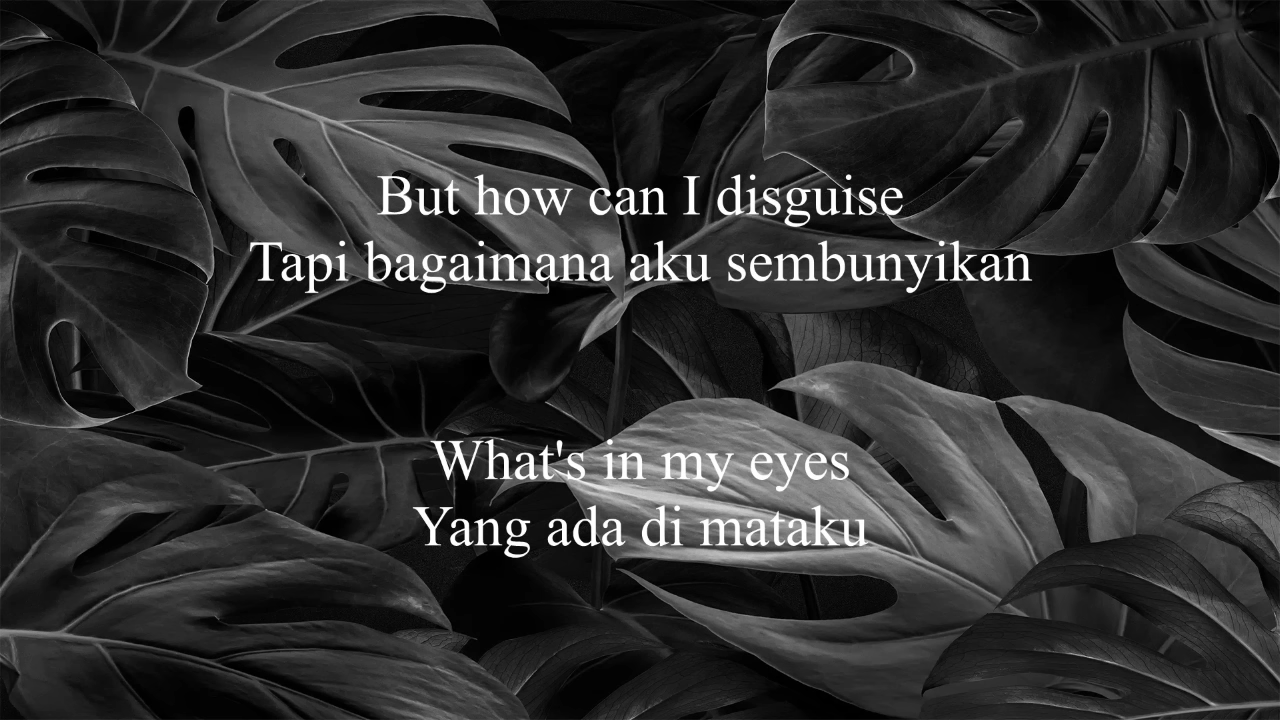 But how can I disguise
Tapi bagaimana aku sembunyikan
What's in my eyes
Yang ada di mataku